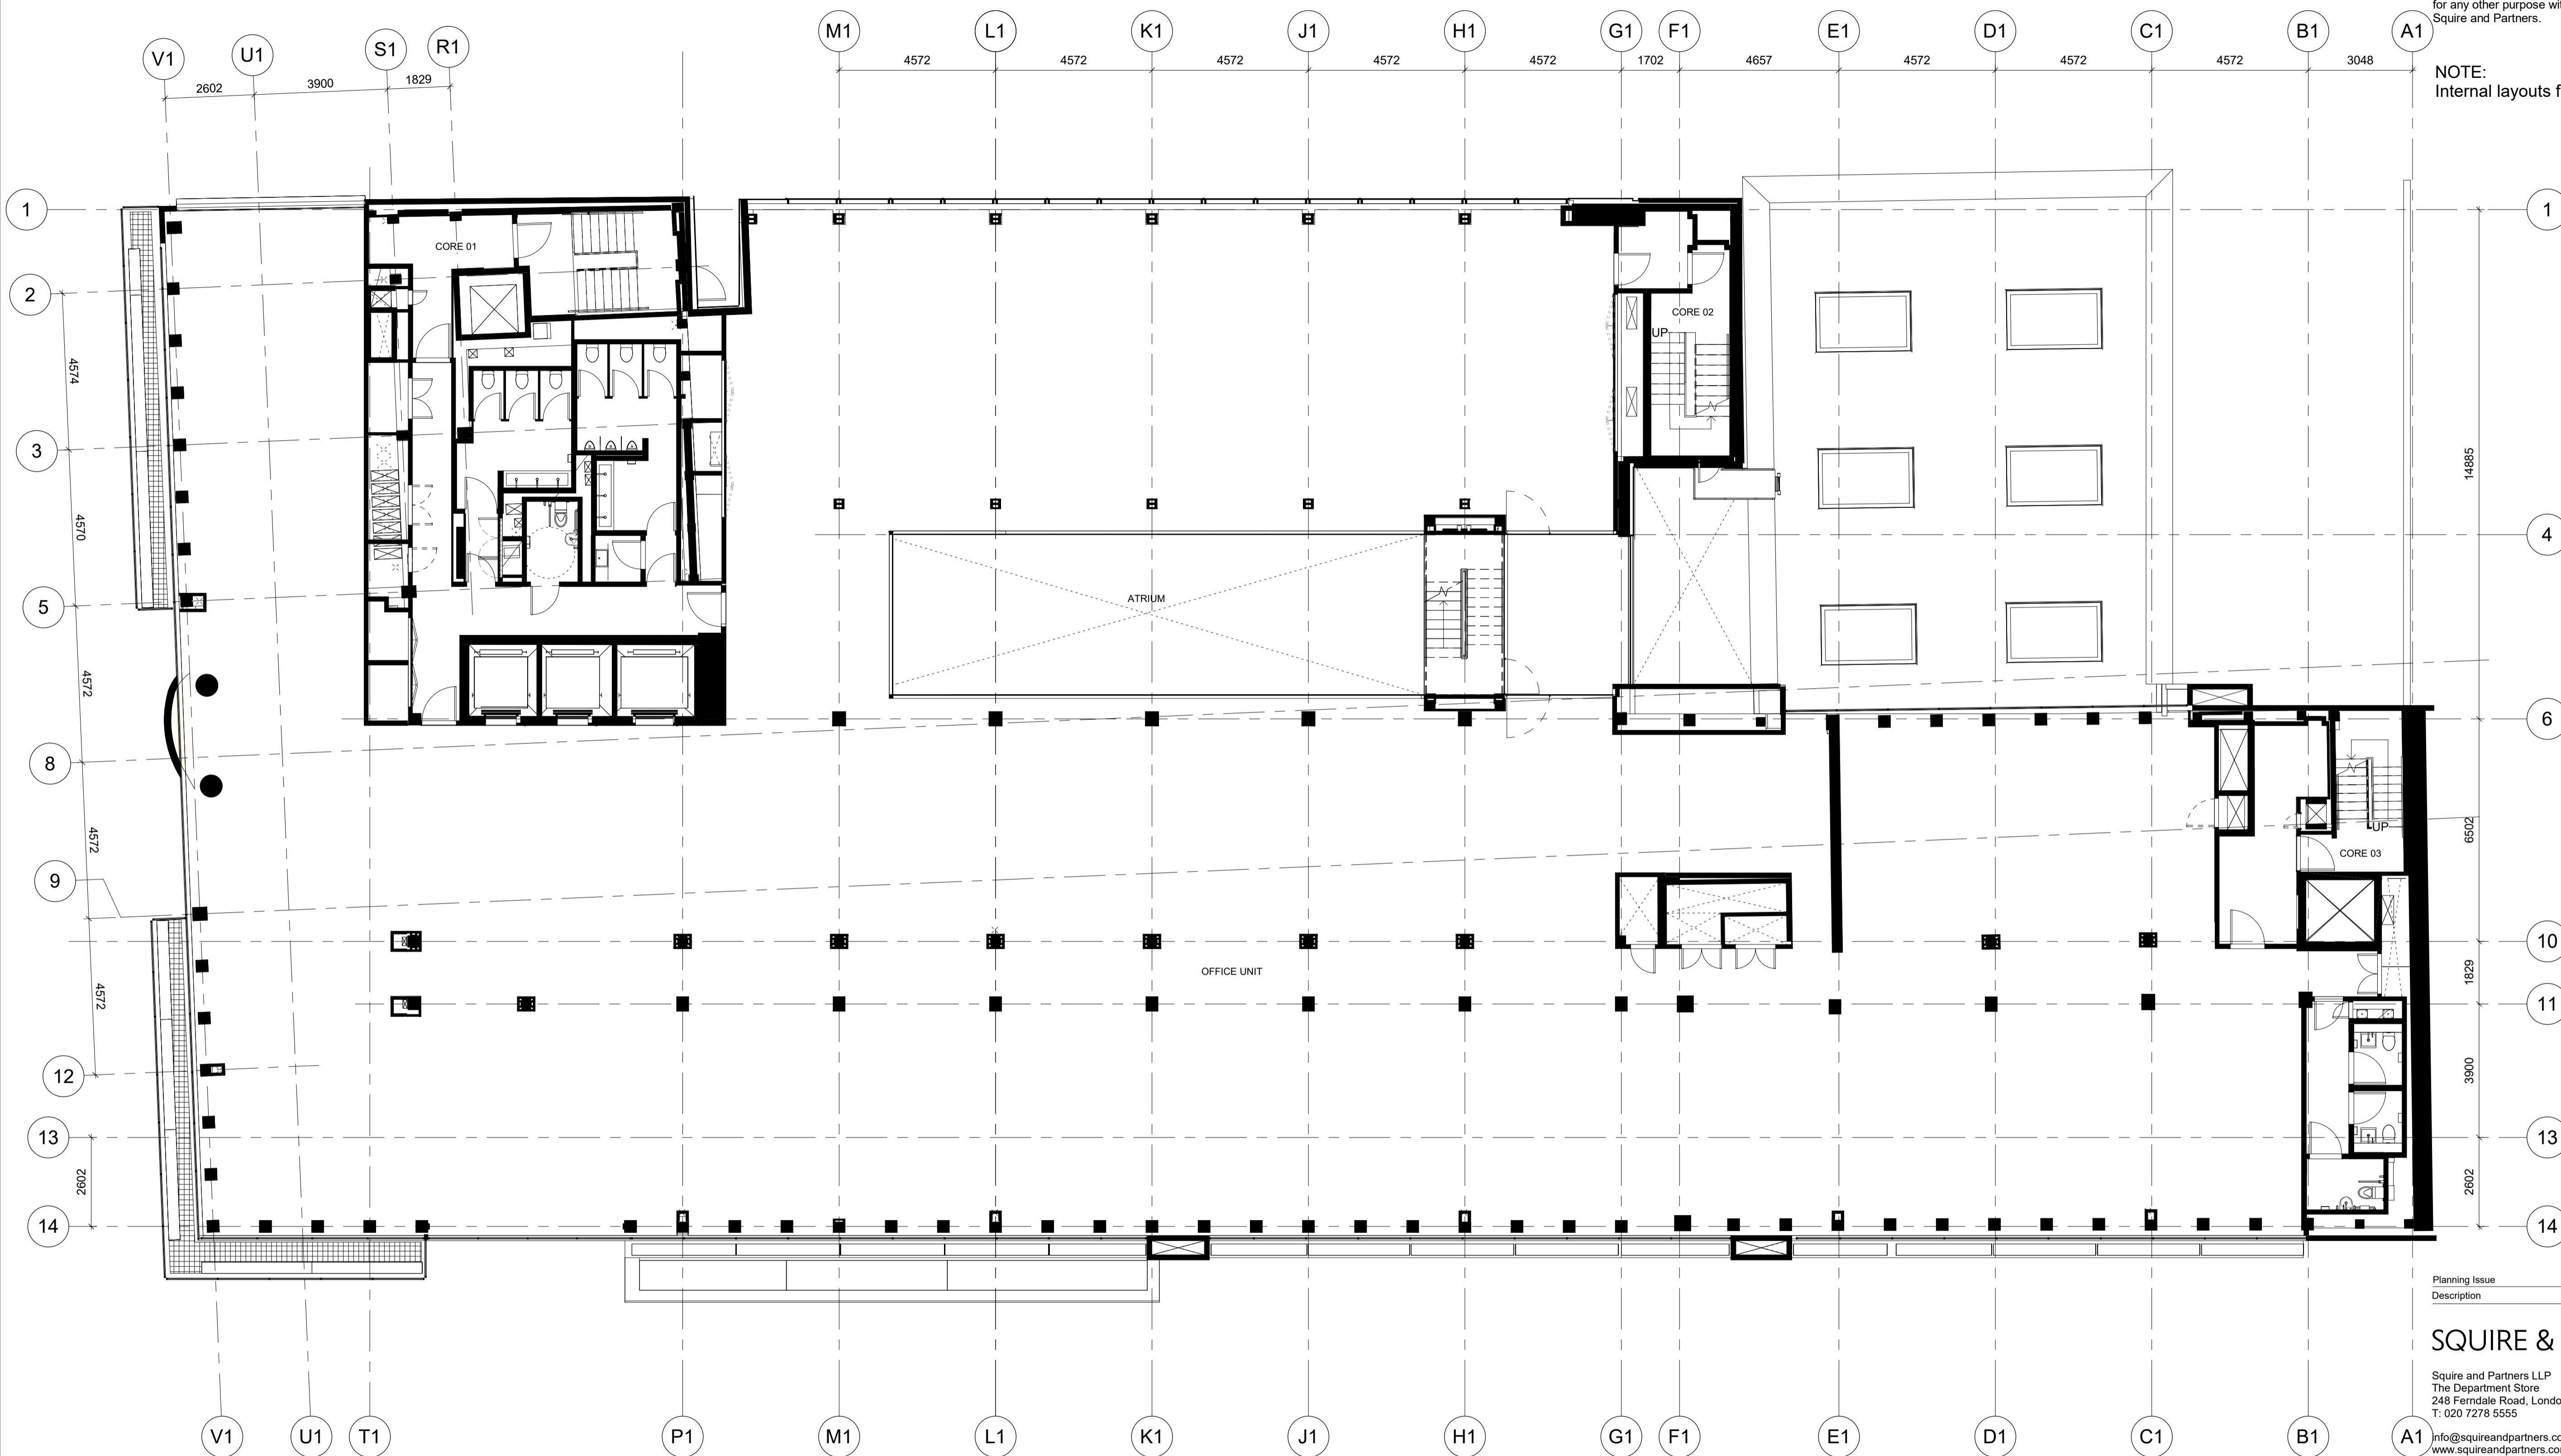 for any other purpose wi
Squire and Partners.
V1
U1
S1
R1
M1
L1
K1
J1
H1
G1
F1
E1
D1
C1
B1
A1
2602
3900
1829
4572
4572
4572
4572
4572
1702
4657
4572
4572
4572
3048
NOTE:
Internal layouts f
1
1
CORE 01
2
CORE 02
UP
4574
3
14885
4570
4
5
ATRIUM
4572
6
8
4572
6502
UP
CORE 03
9
10
OFFICE UNIT
1829
4572
11
12
3900
13
13
2602
2602
14
14
Planning Issue
Description
SQUIRE &
Squire and Partners LLP
The Department Store
248 Ferndale Road, Londo
T: 020 7278 5555
info@squireandpartners.co
www.squireandpartners.con
V1
U1
T1
P1
M1
L1
K1
J1
H1
G1
F1
E1
D1
C1
B1
A1